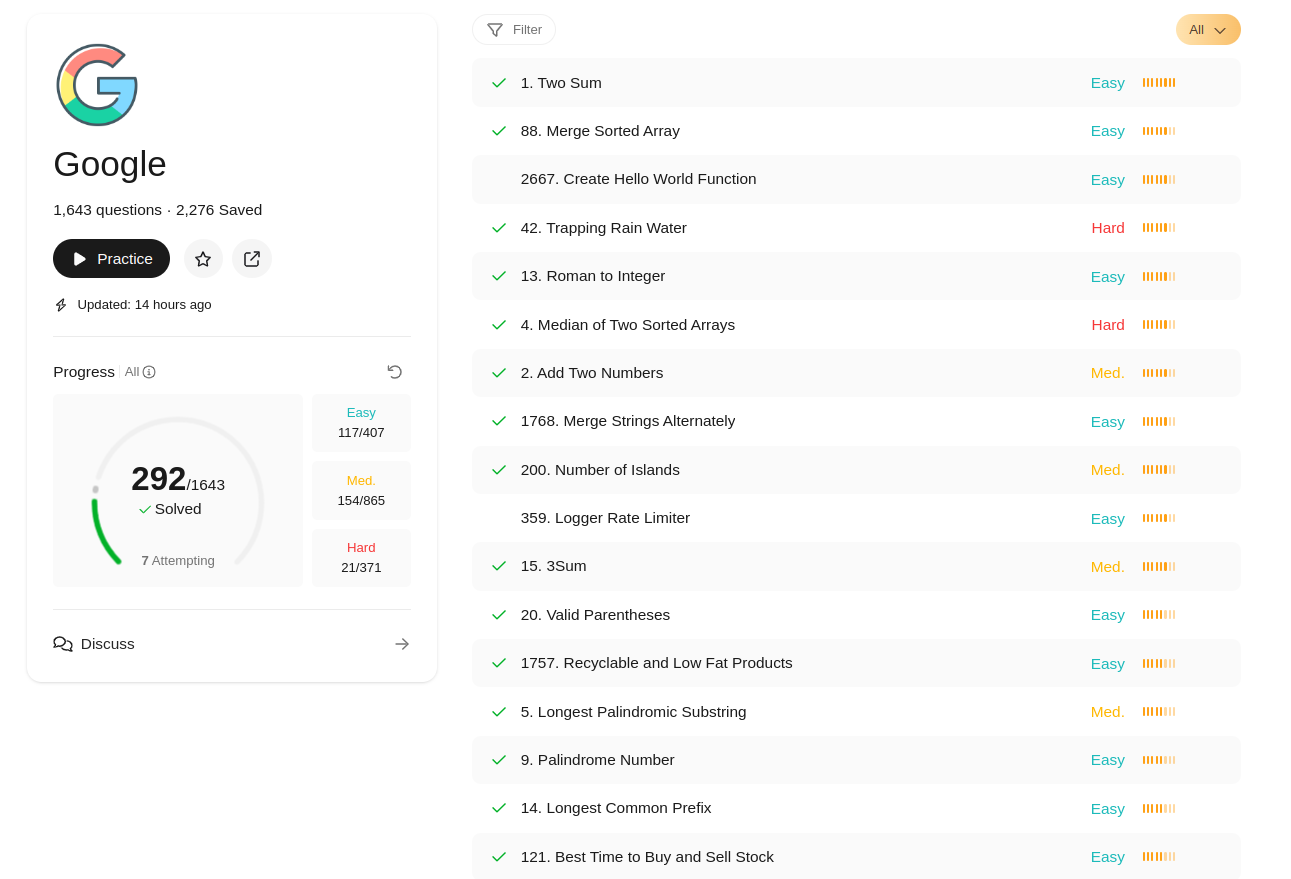 Google
1,643 questions · 2,276 Saved
Practice
Updated: 14 hours ago
Progress All
292/1643
Solved
7 Attempting
Easy
117/407
Med.
154/865
Hard
21/371
Discuss
Filter
All
1. Two Sum Easy
88. Merge Sorted Array Easy
2667. Create Hello World Function Easy
42. Trapping Rain Water Hard
13. Roman to Integer Easy
4. Median of Two Sorted Arrays Hard
2. Add Two Numbers Med.
1768. Merge Strings Alternately Easy
200. Number of Islands Med.
359. Logger Rate Limiter Easy
15. 3Sum Med.
20. Valid Parentheses Easy
1757. Recyclable and Low Fat Products Easy
5. Longest Palindromic Substring Med.
9. Palindrome Number Easy
14. Longest Common Prefix Easy
121. Best Time to Buy and Sell Stock Easy